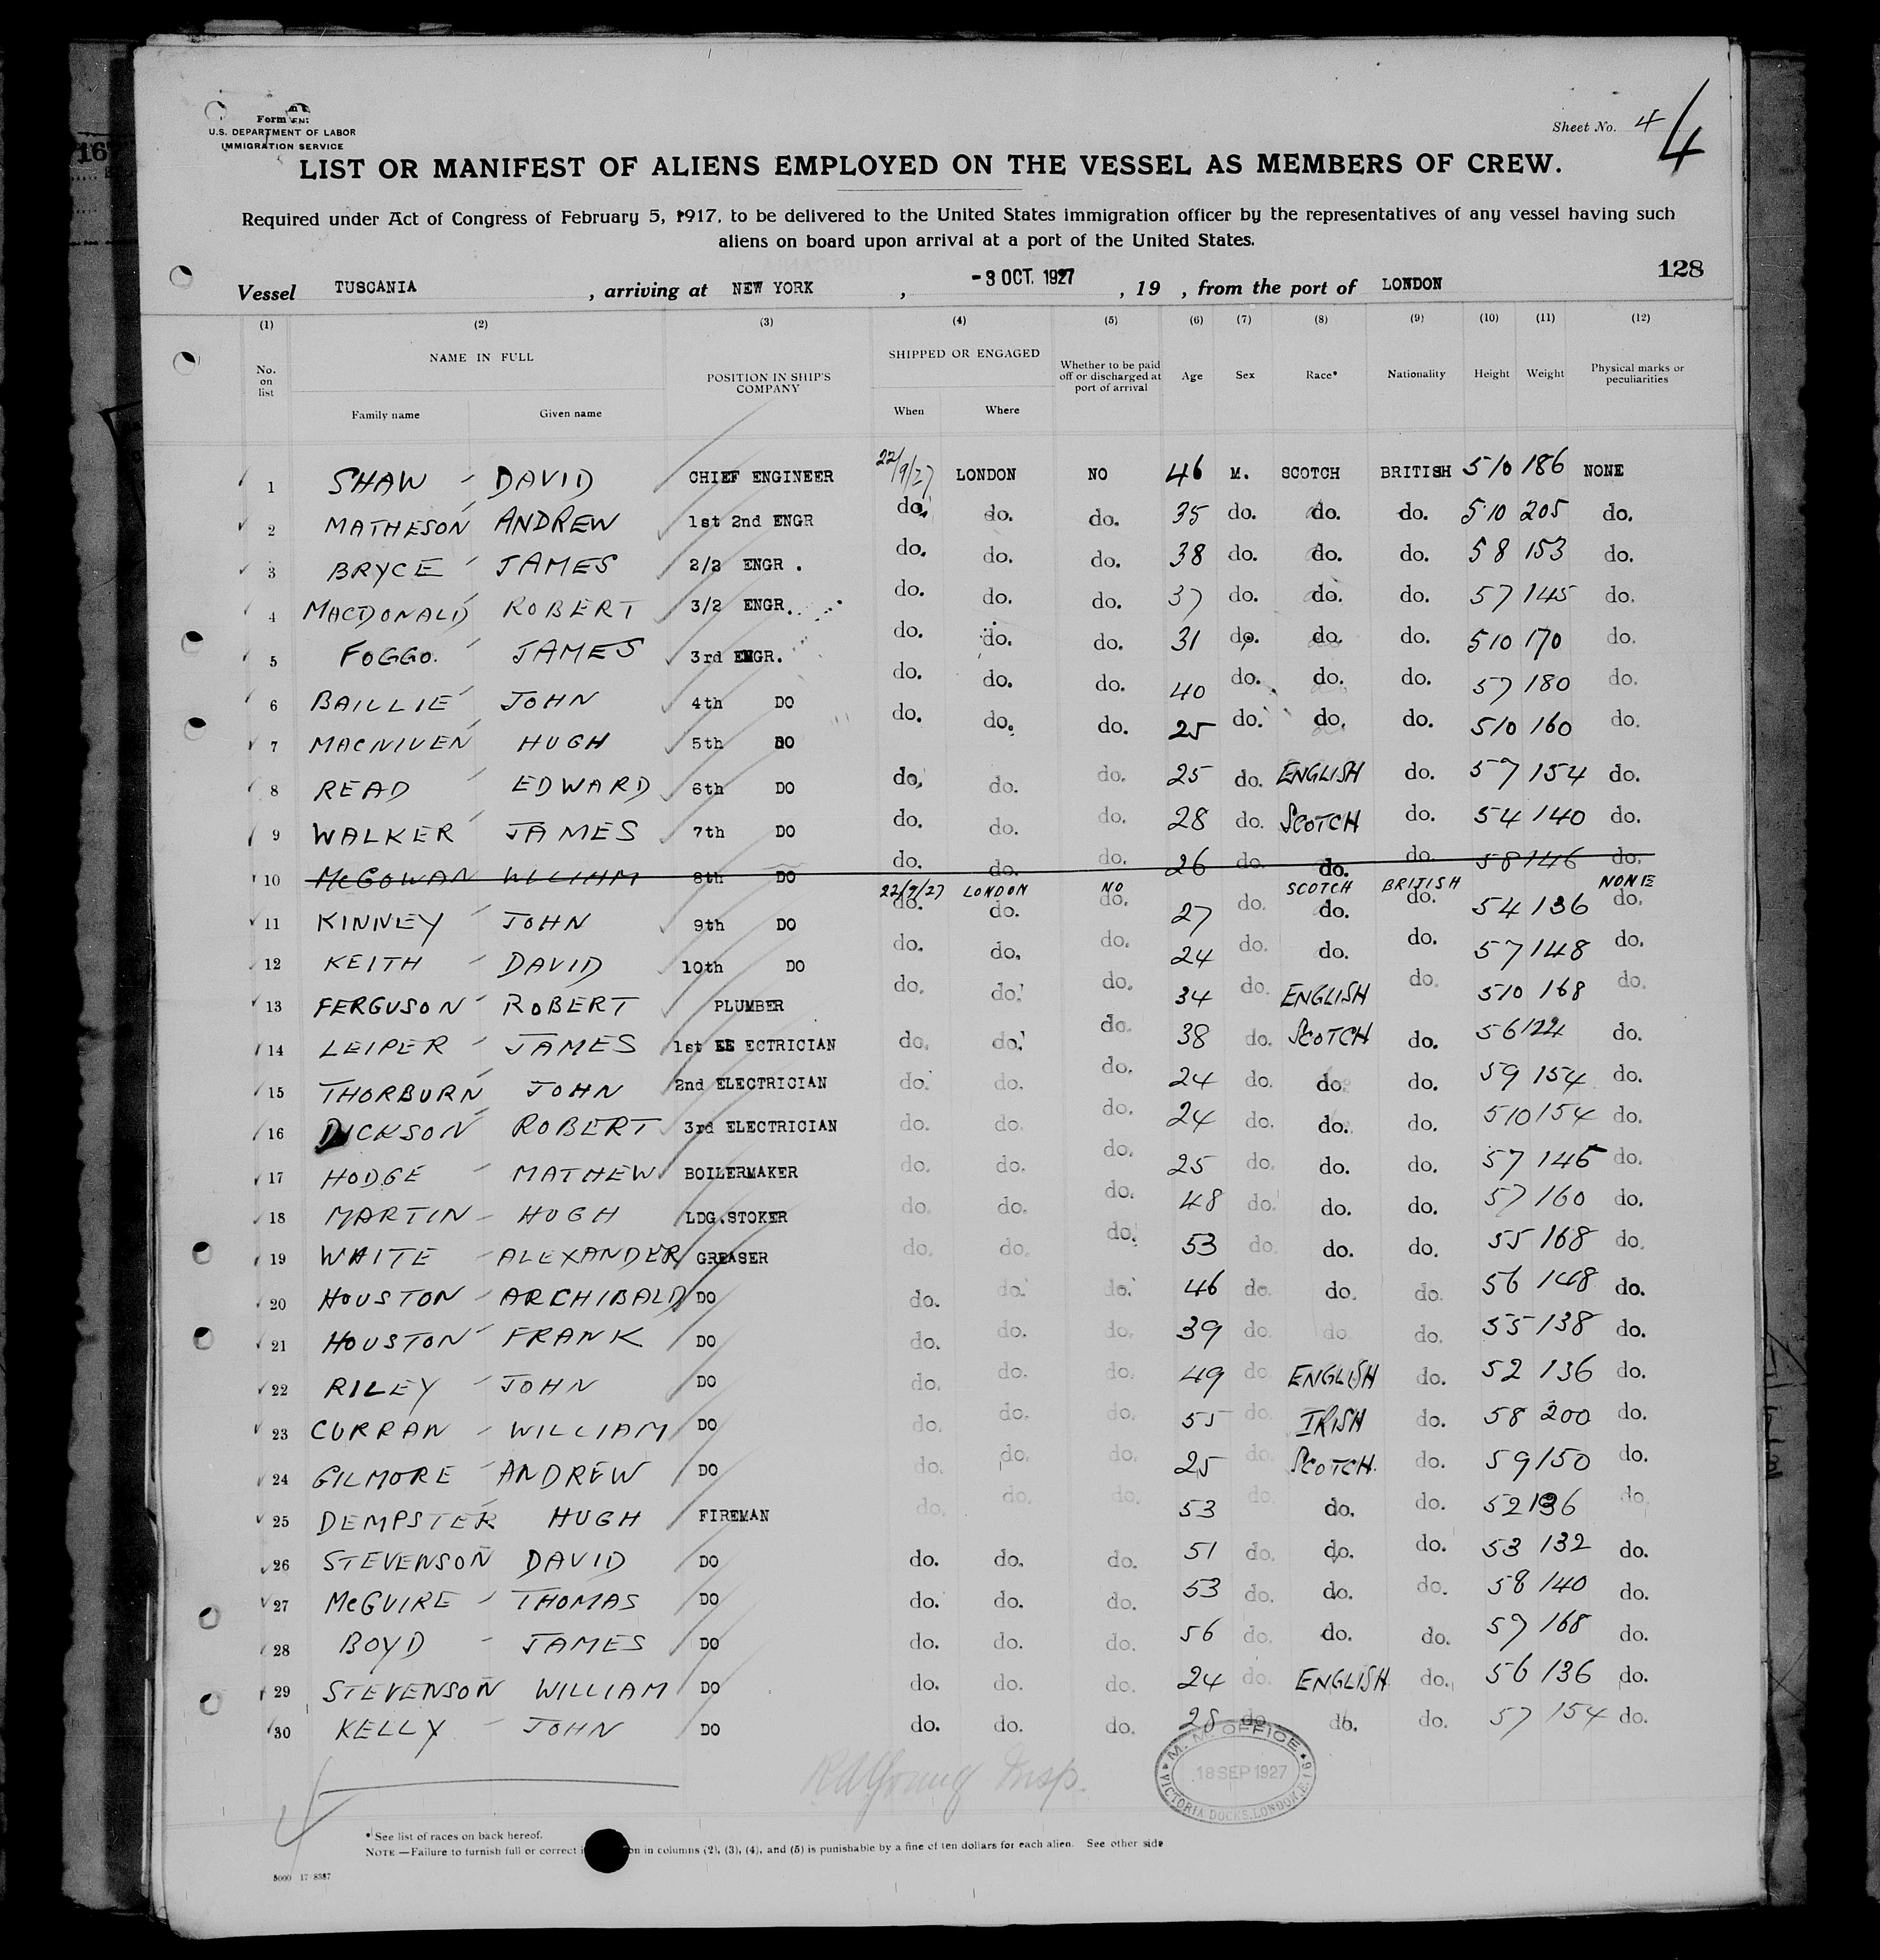 Form
U.S. DEPARTMENT OF LABOR
IMMIGRATION SERVICE
Sheet No. 4
4
LIST OR MANIFEST OF ALIENS EMPLOYED ON THE VESSEL AS MEMBERS OF CREW.
Required under Act of Congress of February 5, 1917, to be delivered to the United States immigration officer by the representatives of any vessel having such
aliens on board upon arrival at a port of the United States.
128
Vessel TUSCANIA , arriving at NEW YORK , -3 OCT. 1927 , 19 , from the port of LONDON
(1) (2) (3) (4) (5) (6) (7) (8) (9) (10) (11) (12)
No. on list NAME IN FULL POSITION IN SHIP'S COMPANY SHIPPED OR ENGAGED Whether to be paid off or discharged at port of arrival Age Sex Race* Nationality Height Weight Physical marks or peculiarities
Family name Given name When Where
1 SHAW DAVID CHIEF ENGINEER 22/9/27 LONDON NO 46 M. SCOTCH BRITISH 5 10 186 NONE
2 MATHESON ANDREW 1st 2nd ENGR do. do. do. 35 do. do. do. 5 10 205 do.
3 BRYCE JAMES 2/2 ENGR. do. do. do. 38 do. do. do. 5 8 153 do.
4 MACDONALD ROBERT 3/2 ENGR. do. do. do. 37 do. do. do. 5 7 145 do.
5 FOGGO. JAMES 3rd ENGR. do. do. do. 31 do. do. do. 5 10 170 do.
6 BAILLIE JOHN 4th DO do. do. do. 40 do. do. do. 5 7 180 do.
7 MACNIVEN HUGH 5th DO do. do. do. 25 do. do. do. 5 10 160 do.
8 READ EDWARD 6th DO do. do. do. 25 do. ENGLISH do. 5 7 154 do.
9 WALKER JAMES 7th DO do. do. do. 28 do. SCOTCH do. 5 4 140 do.
10 McGOWAN WILLIAM 8th DO do. do. do. 26 do. do. do. 5 8 146 do.
22/9/27 LONDON NO SCOTCH BRITISH NONE
11 KINNEY JOHN 9th DO do. do. do. 27 do. do. do. 5 4 136 do.
12 KEITH DAVID 10th DO do. do. do. 24 do. do. do. 5 7 148 do.
13 FERGUSON ROBERT PLUMBER do. do. do. 34 do. ENGLISH do. 5 10 168 do.
14 LEIPER JAMES 1st EE ECTRICIAN do. do. do. 38 do. SCOTCH do. 5 6 124 do.
15 THORBURN JOHN 2nd ELECTRICIAN do. do. do. 24 do. do. do. 5 9 154 do.
16 DICKSON ROBERT 3rd ELECTRICIAN do. do. do. 24 do. do. do. 5 10 154 do.
17 HODGE MATHEW BOILERMAKER do. do. do. 25 do. do. do. 5 7 145 do.
18 MARTIN HUGH LDG.STOKER do. do. do. 48 do. do. do. 5 7 160 do.
19 WHITE ALEXANDER GREASER do. do. do. 53 do. do. do. 5 5 168 do.
20 HOUSTON ARCHIBALD DO do. do. do. 46 do. do. do. 5 6 148 do.
21 HOUSTON FRANK DO do. do. do. 39 do. do. do. 5 5 138 do.
22 RILEY JOHN DO do. do. do. 49 do. ENGLISH do. 5 2 136 do.
23 CURRAN WILLIAM DO do. do. do. 55 do. IRISH do. 5 8 200 do.
24 GILMORE ANDREW DO do. do. do. 25 do. SCOTCH. do. 5 9 150 do.
25 DEMPSTER HUGH FIREMAN do. do. do. 53 do. do. do. 5 2 136 do.
26 STEVENSON DAVID DO do. do. do. 51 do. do. do. 5 3 132 do.
27 McGUIRE THOMAS DO do. do. do. 53 do. do. do. 5 8 140 do.
28 BOYD JAMES DO do. do. do. 56 do. do. do. 5 7 168 do.
29 STEVENSON WILLIAM DO do. do. do. 24 do. ENGLISH do. 5 6 136 do.
30 KELLY JOHN DO do. do. do. 28 do. do. do. 5 7 154 do.
Young Insp.
M. M. OFFICE
18 SEP 1927
VICTORIA DOCKS, LONDON, E.16
* See list of races on back hereof.
NOTE —Failure to furnish full or correct in columns (2), (3), (4), and (5) is punishable by a fine of ten dollars for each alien. See other side